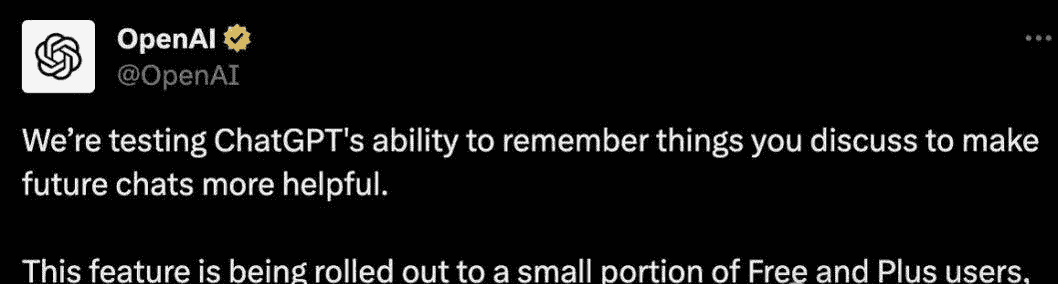 OpenAI
@OpenAI
We’re testing ChatGPT's ability to remember things you discuss to make
future chats more helpful.
This feature is being rolled out to a small portion of Free and Plus users,